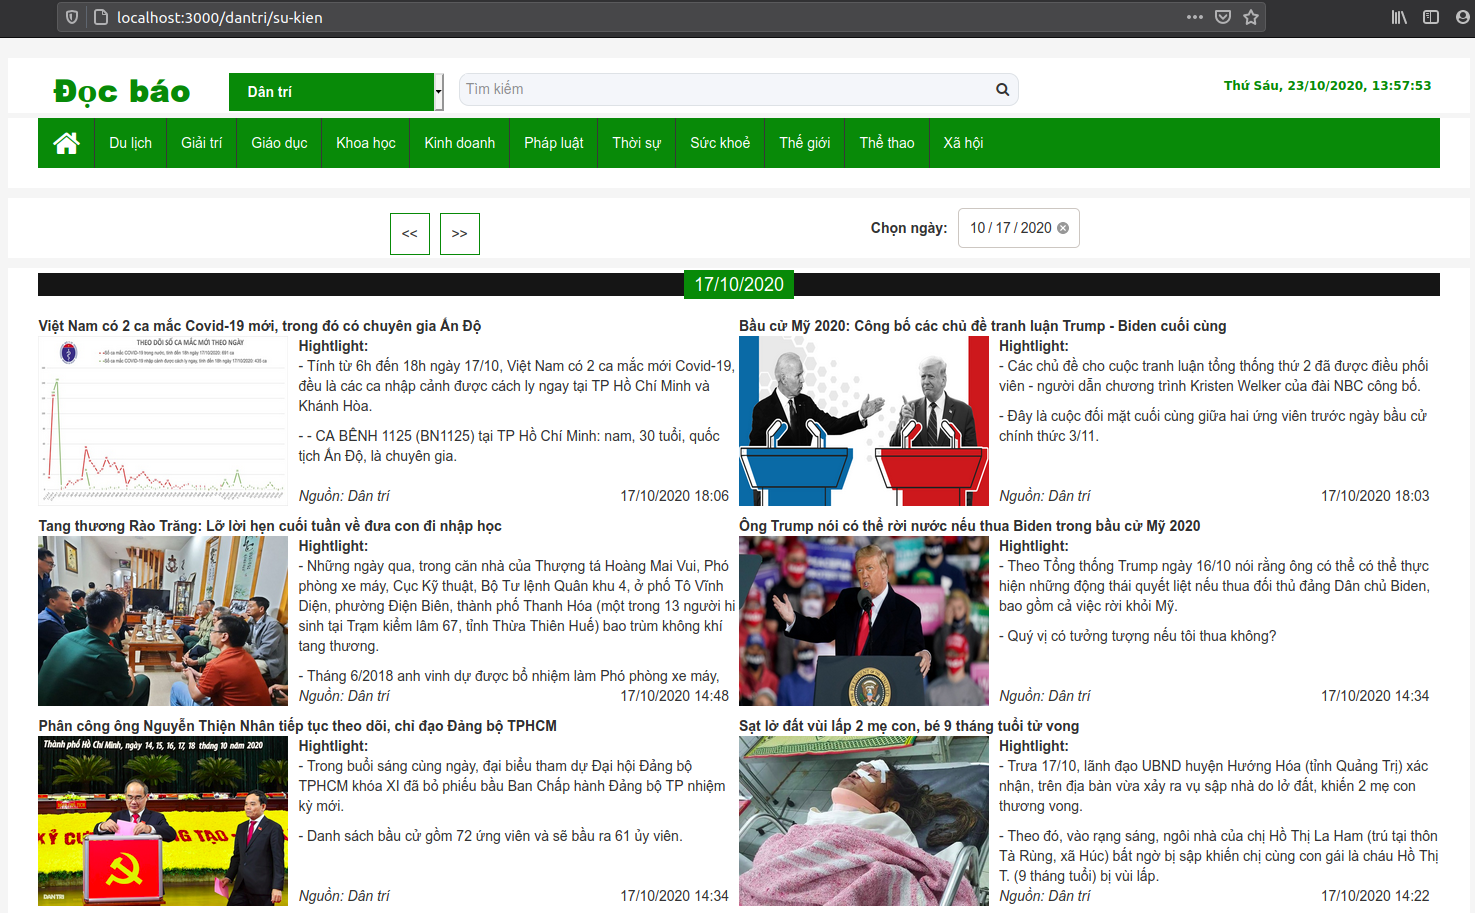 localhost:3000/dantri/su-kien
Đọc báo
Dân trí
Tìm kiếm
Thứ Sáu, 23/10/2020, 13:57:53
Du lịch
Giải trí
Giáo dục
Khoa học
Kinh doanh
Pháp luật
Thời sự
Sức khoẻ
Thế giới
Thể thao
Xã hội
<<
>>
Chọn ngày:
10 / 17 / 2020
17/10/2020
Việt Nam có 2 ca mắc Covid-19 mới, trong đó có chuyên gia Ấn Độ
THEO DÕI SỐ CA MẮC MỚI THEO NGÀY
Hightlight:
- Tính từ 6h đến 18h ngày 17/10, Việt Nam có 2 ca mắc mới Covid-19,
đều là các ca nhập cảnh được cách ly ngay tại TP Hồ Chí Minh và
Khánh Hòa.
- - CA BỆNH 1125 (BN1125) tại TP Hồ Chí Minh: nam, 30 tuổi, quốc
tịch Ấn Độ, là chuyên gia.
Nguồn: Dân trí
17/10/2020 18:06
Bầu cử Mỹ 2020: Công bố các chủ đề tranh luận Trump - Biden cuối cùng
Hightlight:
- Các chủ đề cho cuộc tranh luận tổng thống thứ 2 đã được điều phối
viên - người dẫn chương trình Kristen Welker của đài NBC công bố.
- Đây là cuộc đối mặt cuối cùng giữa hai ứng viên trước ngày bầu cử
chính thức 3/11.
Nguồn: Dân trí
17/10/2020 18:03
Tang thương Rào Trăng: Lỡ lời hẹn cuối tuần về đưa con đi nhập học
Hightlight:
- Những ngày qua, trong căn nhà của Thượng tá Hoàng Mai Vui, Phó
phòng xe máy, Cục Kỹ thuật, Bộ Tư lệnh Quân khu 4, ở phố Tô Vĩnh
Diện, phường Điện Biên, thành phố Thanh Hóa (một trong 13 người hi
sinh tại Trạm kiểm lâm 67, tỉnh Thừa Thiên Huế) bao trùm không khí
tang thương.
- Tháng 6/2018 anh vinh dự được bổ nhiệm làm Phó phòng xe máy,
Nguồn: Dân trí
17/10/2020 14:48
Ông Trump nói có thể rời nước nếu thua Biden trong bầu cử Mỹ 2020
Hightlight:
- Theo Tổng thống Trump ngày 16/10 nói rằng ông có thể có thể thực
hiện những động thái quyết liệt nếu thua đối thủ đảng Dân chủ Biden,
bao gồm cả việc rời khỏi Mỹ.
- Quý vị có tưởng tượng nếu tôi thua không?
Nguồn: Dân trí
17/10/2020 14:34
Phân công ông Nguyễn Thiện Nhân tiếp tục theo dõi, chỉ đạo Đảng bộ TPHCM
Thành phố Hồ Chí Minh, ngày 14, 15, 16, 17, 18 tháng 10 năm 2020
DANTRI
Hightlight:
- Trong buổi sáng cùng ngày, đại biểu tham dự Đại hội Đảng bộ
TPHCM khóa XI đã bỏ phiếu bầu Ban Chấp hành Đảng bộ TP nhiệm
kỳ mới.
- Danh sách bầu cử gồm 72 ứng viên và sẽ bầu ra 61 ủy viên.
Nguồn: Dân trí
17/10/2020 14:34
Sạt lở đất vùi lấp 2 mẹ con, bé 9 tháng tuổi tử vong
Hightlight:
- Trưa 17/10, lãnh đạo UBND huyện Hướng Hóa (tỉnh Quảng Trị) xác
nhận, trên địa bàn vừa xảy ra vụ sập nhà do lở đất, khiến 2 mẹ con
thương vong.
- Theo đó, vào rạng sáng, ngôi nhà của chị Hồ Thị La Ham (trú tại thôn
Tà Rùng, xã Húc) bất ngờ bị sập khiến chị cùng con gái là cháu Hồ Thị
T. (9 tháng tuổi) bị vùi lấp.
Nguồn: Dân trí
17/10/2020 14:22